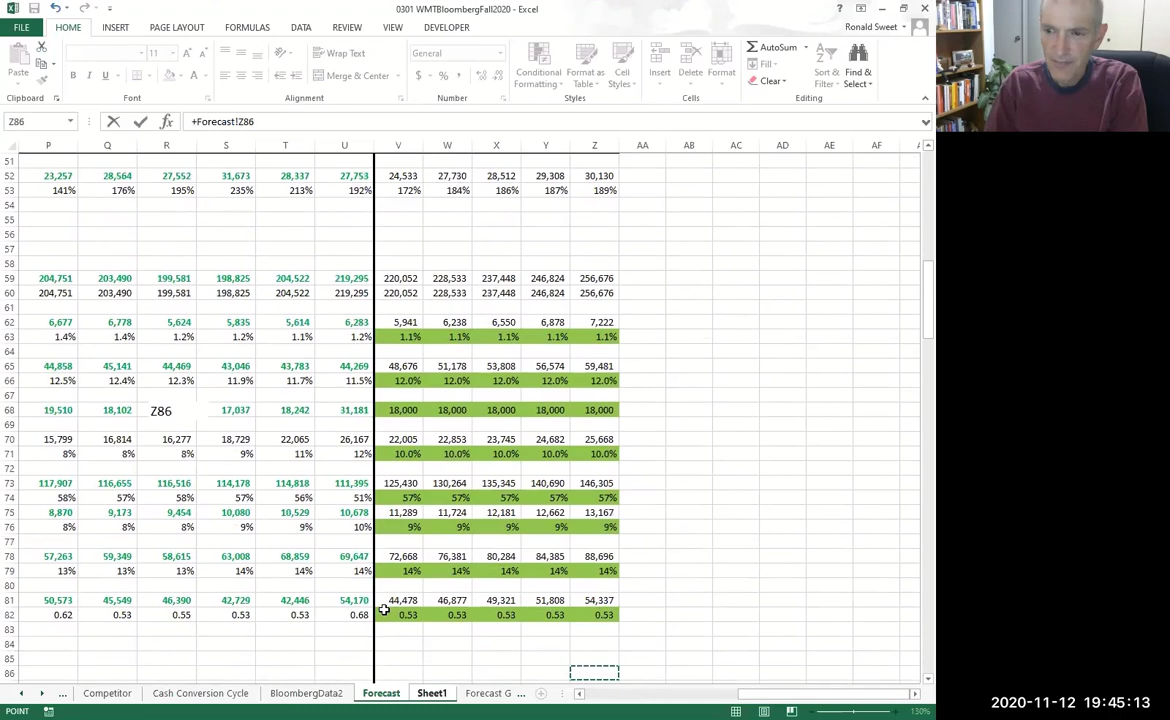 0301 WMTBloombergFall2020 - Excel
FILE HOME INSERT PAGE LAYOUT FORMULAS DATA REVIEW VIEW DEVELOPER Ronald Sweet
Paste B I U 11 A A Wrap Text Merge & Center General $ % , Conditional Formatting Format as Table Cell Styles Insert Delete Format AutoSum Fill Clear Sort & Filter Find & Select
Clipboard Font Alignment Number Styles Cells Editing
Z86 fx +Forecast!Z86
P Q R S T U V W X Y Z AA AB AC AD AE AF
51
52 23,257 28,564 27,552 31,673 28,337 27,753 24,533 27,730 28,512 29,308 30,130
53 141% 176% 195% 235% 213% 192% 172% 184% 186% 187% 189%
54
55
56
57
58
59 204,751 203,490 199,581 198,825 204,522 219,295 220,052 228,533 237,448 246,824 256,676
60 204,751 203,490 199,581 198,825 204,522 219,295 220,052 228,533 237,448 246,824 256,676
61
62 6,677 6,778 5,624 5,835 5,614 6,283 5,941 6,238 6,550 6,878 7,222
63 1.4% 1.4% 1.2% 1.2% 1.1% 1.2% 1.1% 1.1% 1.1% 1.1% 1.1%
64
65 44,858 45,141 44,469 43,046 43,783 44,269 48,676 51,178 53,808 56,574 59,481
66 12.5% 12.4% 12.3% 11.9% 11.7% 11.5% 12.0% 12.0% 12.0% 12.0% 12.0%
67
68 19,510 18,102 Z86 17,037 18,242 31,181 18,000 18,000 18,000 18,000 18,000
69
70 15,799 16,814 16,277 18,729 22,065 26,167 22,005 22,853 23,745 24,682 25,668
71 8% 8% 8% 9% 11% 12% 10.0% 10.0% 10.0% 10.0% 10.0%
72
73 117,907 116,655 116,516 114,178 114,818 111,395 125,430 130,264 135,345 140,690 146,305
74 58% 57% 58% 57% 56% 51% 57% 57% 57% 57% 57%
75 8,870 9,173 9,454 10,080 10,529 10,678 11,289 11,724 12,181 12,662 13,167
76 8% 8% 8% 9% 9% 10% 9% 9% 9% 9% 9%
77
78 57,263 59,349 58,615 63,008 68,859 69,647 72,668 76,381 80,284 84,385 88,696
79 13% 13% 13% 14% 14% 14% 14% 14% 14% 14% 14%
80
81 50,573 45,549 46,390 42,729 42,446 54,170 44,478 46,877 49,321 51,808 54,337
82 0.62 0.53 0.55 0.53 0.53 0.68 0.53 0.53 0.53 0.53 0.53
83
84
85
86
... Competitor Cash Conversion Cycle BloombergData2 Forecast Sheet1 Forecast G ...
POINT 130%
2020-11-12 19:45:13